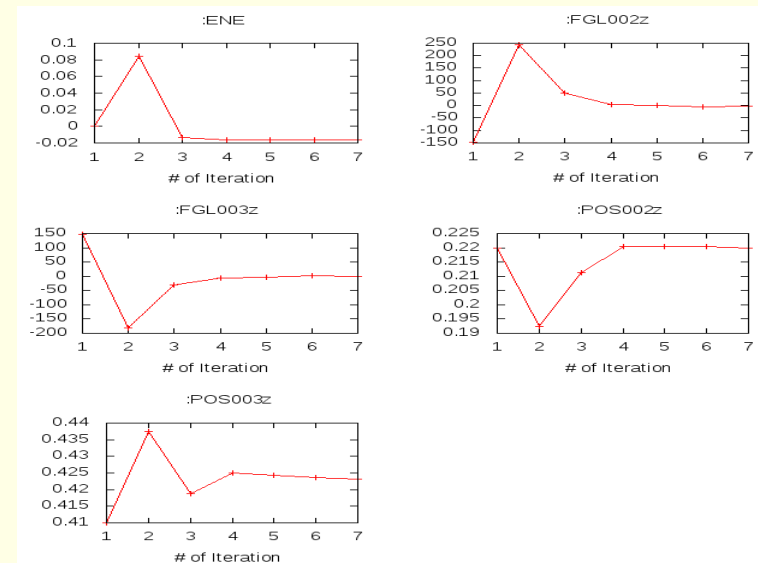 :ENE
0.1
0.08
0.06
0.04
0.02
0
-0.02
1 2 3 4 5 6 7
# of Iteration
:FGL002z
250
200
150
100
50
0
-50
-100
-150
1 2 3 4 5 6 7
# of Iteration
:FGL003z
150
100
50
0
-50
-100
-150
-200
1 2 3 4 5 6 7
# of Iteration
:POS002z
0.225
0.22
0.215
0.21
0.205
0.2
0.195
0.19
1 2 3 4 5 6 7
# of Iteration
:POS003z
0.44
0.435
0.43
0.425
0.42
0.415
0.41
1 2 3 4 5 6 7
# of Iteration